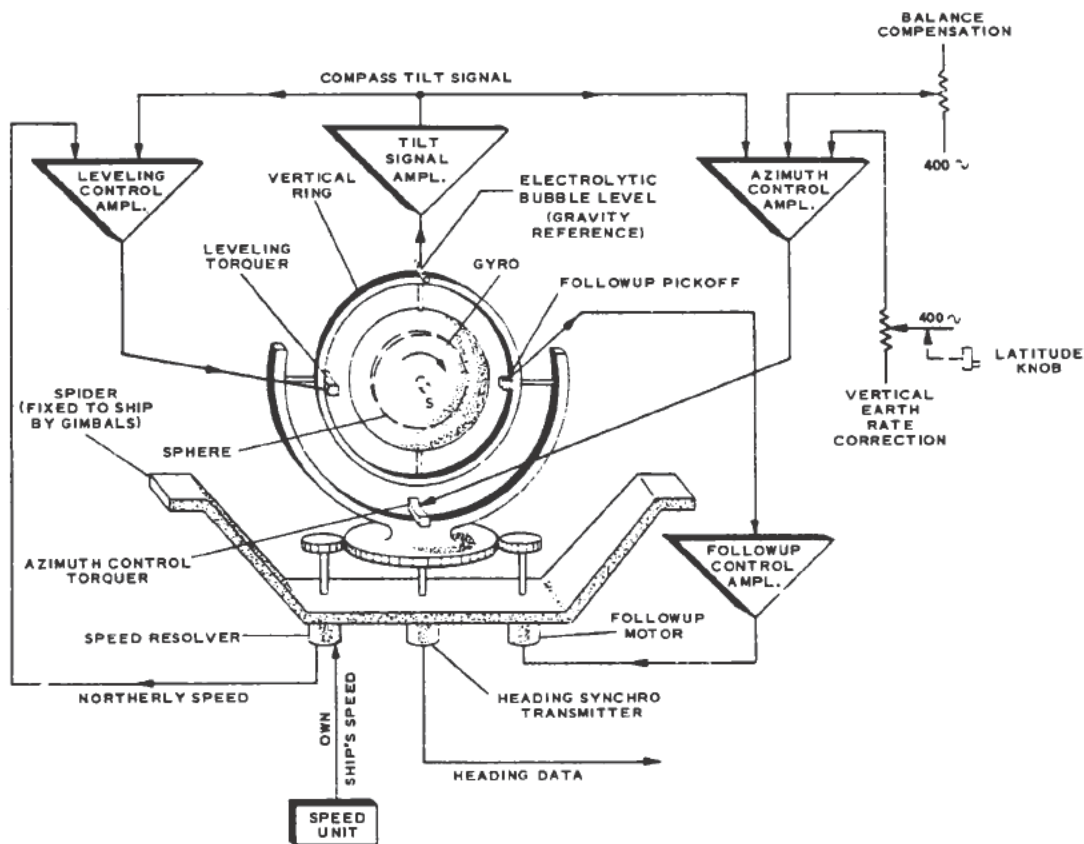 BALANCE
COMPENSATION
COMPASS TILT SIGNAL
TILT
SIGNAL
AMPL.
LEVELING
CONTROL
AMPL.
VERTICAL
RING
ELECTROLYTIC
BUBBLE LEVEL
(GRAVITY
REFERENCE)
AZIMUTH
CONTROL
AMPL.
400 ~
LEVELING
TORQUER
GYRO
FOLLOWUP PICKOFF
400 ~
LATITUDE
KNOB
SPIDER
(FIXED TO SHIP
BY GIMBALS)
S
SPHERE
VERTICAL
EARTH
RATE
CORRECTION
AZIMUTH CONTROL
TORQUER
FOLLOWUP
CONTROL
AMPL.
SPEED RESOLVER
FOLLOWUP
MOTOR
NORTHERLY SPEED
OWN
SHIP'S SPEED
HEADING SYNCHRO
TRANSMITTER
HEADING DATA
SPEED
UNIT